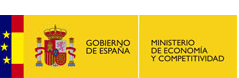 GOBIERNO
DE ESPAÑA
MINISTERIO
DE ECONOMÍA
Y COMPETITIVIDAD